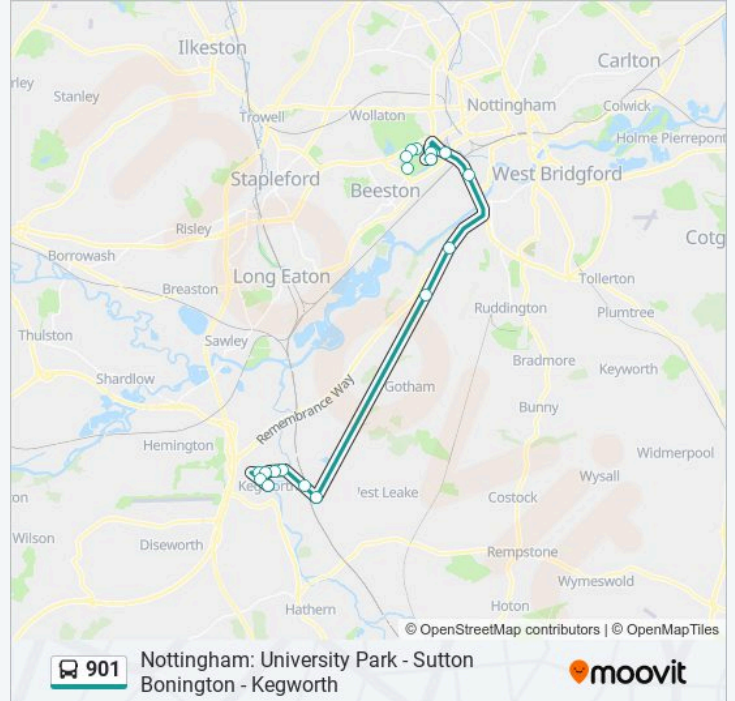 Ilkeston
Carlton
rley
Stanley
Nottingham
Colwick
Trowell
Wollaton
Holme Pierrepont
Stapleford
West Bridgford
Beeston
Risley
Cotg
Borrowash
Long Eaton
Tollerton
Breaston
Ruddington
Plumtree
Thulston
Sawley
Bradmore
Keyworth
Shardlow
Gotham
Remembrance Way
Bunny
Hemington
Widmerpool
Wysall
Kegworth
West Leake
Costock
on
Wilson
Diseworth
Rempstone
Wymeswold
Hathern
Hoton
© OpenStreetMap contributors | © OpenMapTiles
901
Nottingham: University Park - Sutton
Bonington - Kegworth
moovit